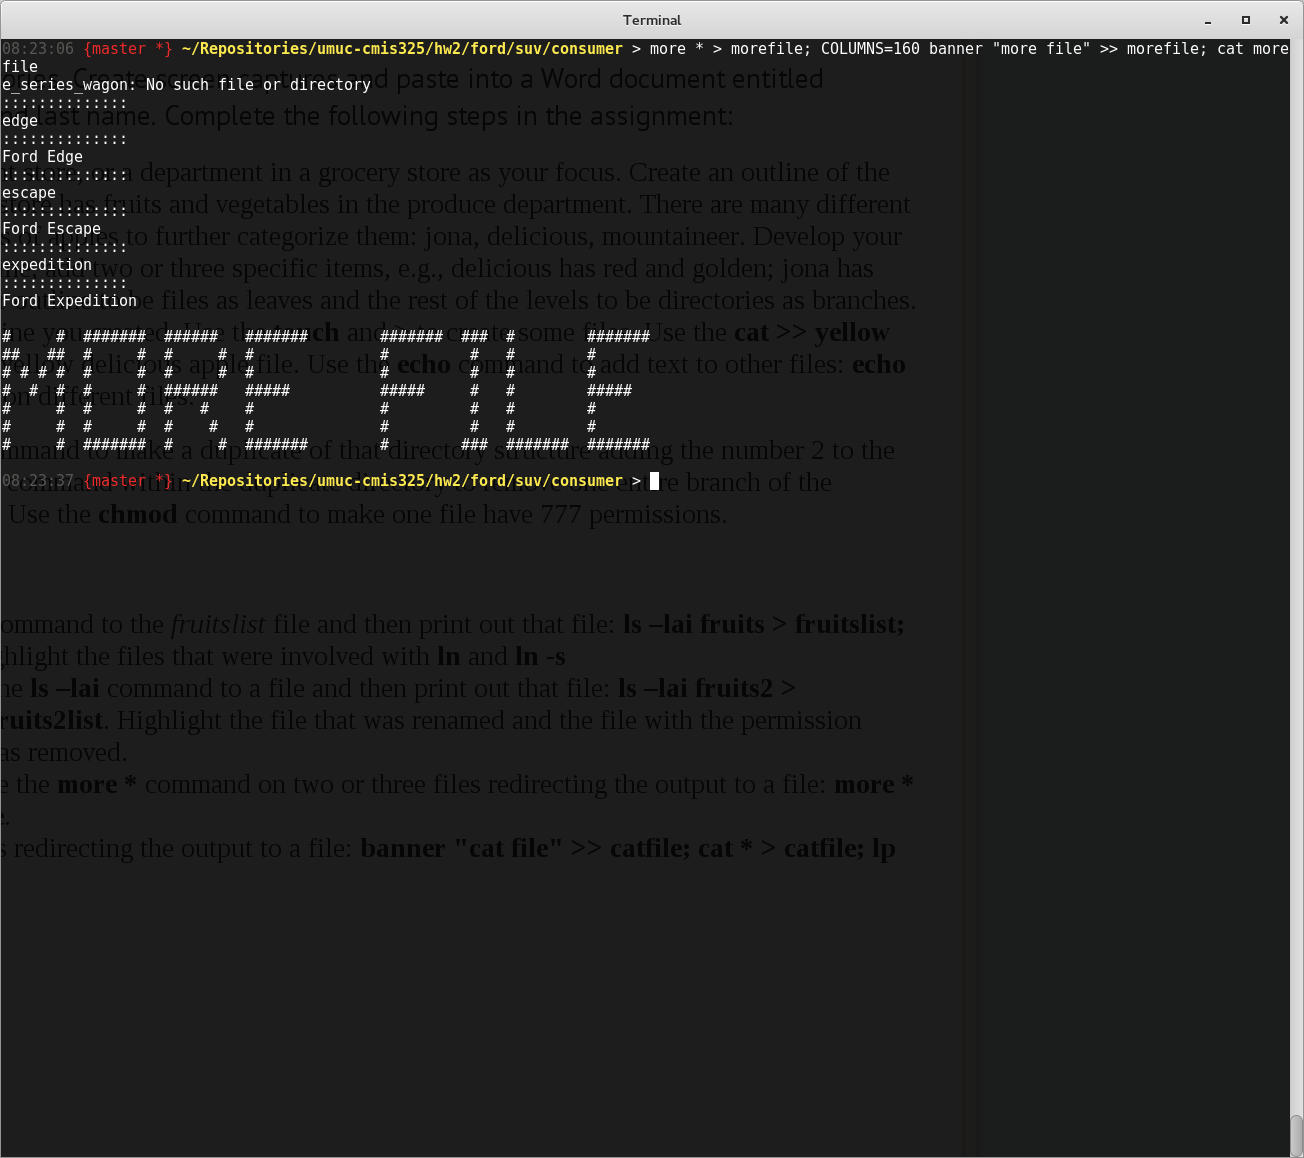 Terminal
08:23:06 {master *} ~/Repositories/umuc-cmis325/hw2/ford/suv/consumer > more * > morefile; COLUMNS=160 banner "more file" >> morefile; cat more
file
e_series_wagon: No such file or directory
::::::::::::::
edge
::::::::::::::
Ford Edge
::::::::::::::
escape
::::::::::::::
Ford Escape
::::::::::::::
expedition
::::::::::::::
Ford Expedition
MORE FILE
08:23:37 {master *} ~/Repositories/umuc-cmis325/hw2/ford/suv/consumer >
Create screen captures and paste into a Word document entitled
last name. Complete the following steps in the assignment:
a department in a grocery store as your focus. Create an outline of the
has fruits and vegetables in the produce department. There are many different
to further categorize them: jona, delicious, mountaineer. Develop your
two or three specific items, e.g., delicious has red and golden; jona has
be files as leaves and the rest of the levels to be directories as branches.
some Use the cat >> yellow
delicious apple file. Use the echo command to add text to other files: echo
on different files.
command to make a duplicate of that directory structure adding the number 2 to the
command within the duplicate directory to remove one entire branch of the
Use the chmod command to make one file have 777 permissions.
command to the fruitslist file and then print out that file: ls –lai fruits > fruitslist;
highlight the files that were involved with ln and ln -s
ls –lai command to a file and then print out that file: ls –lai fruits2 >
fruits2list. Highlight the file that was renamed and the file with the permission
was removed.
the more * command on two or three files redirecting the output to a file: more *
redirecting the output to a file: banner "cat file" >> catfile; cat * > catfile; lp